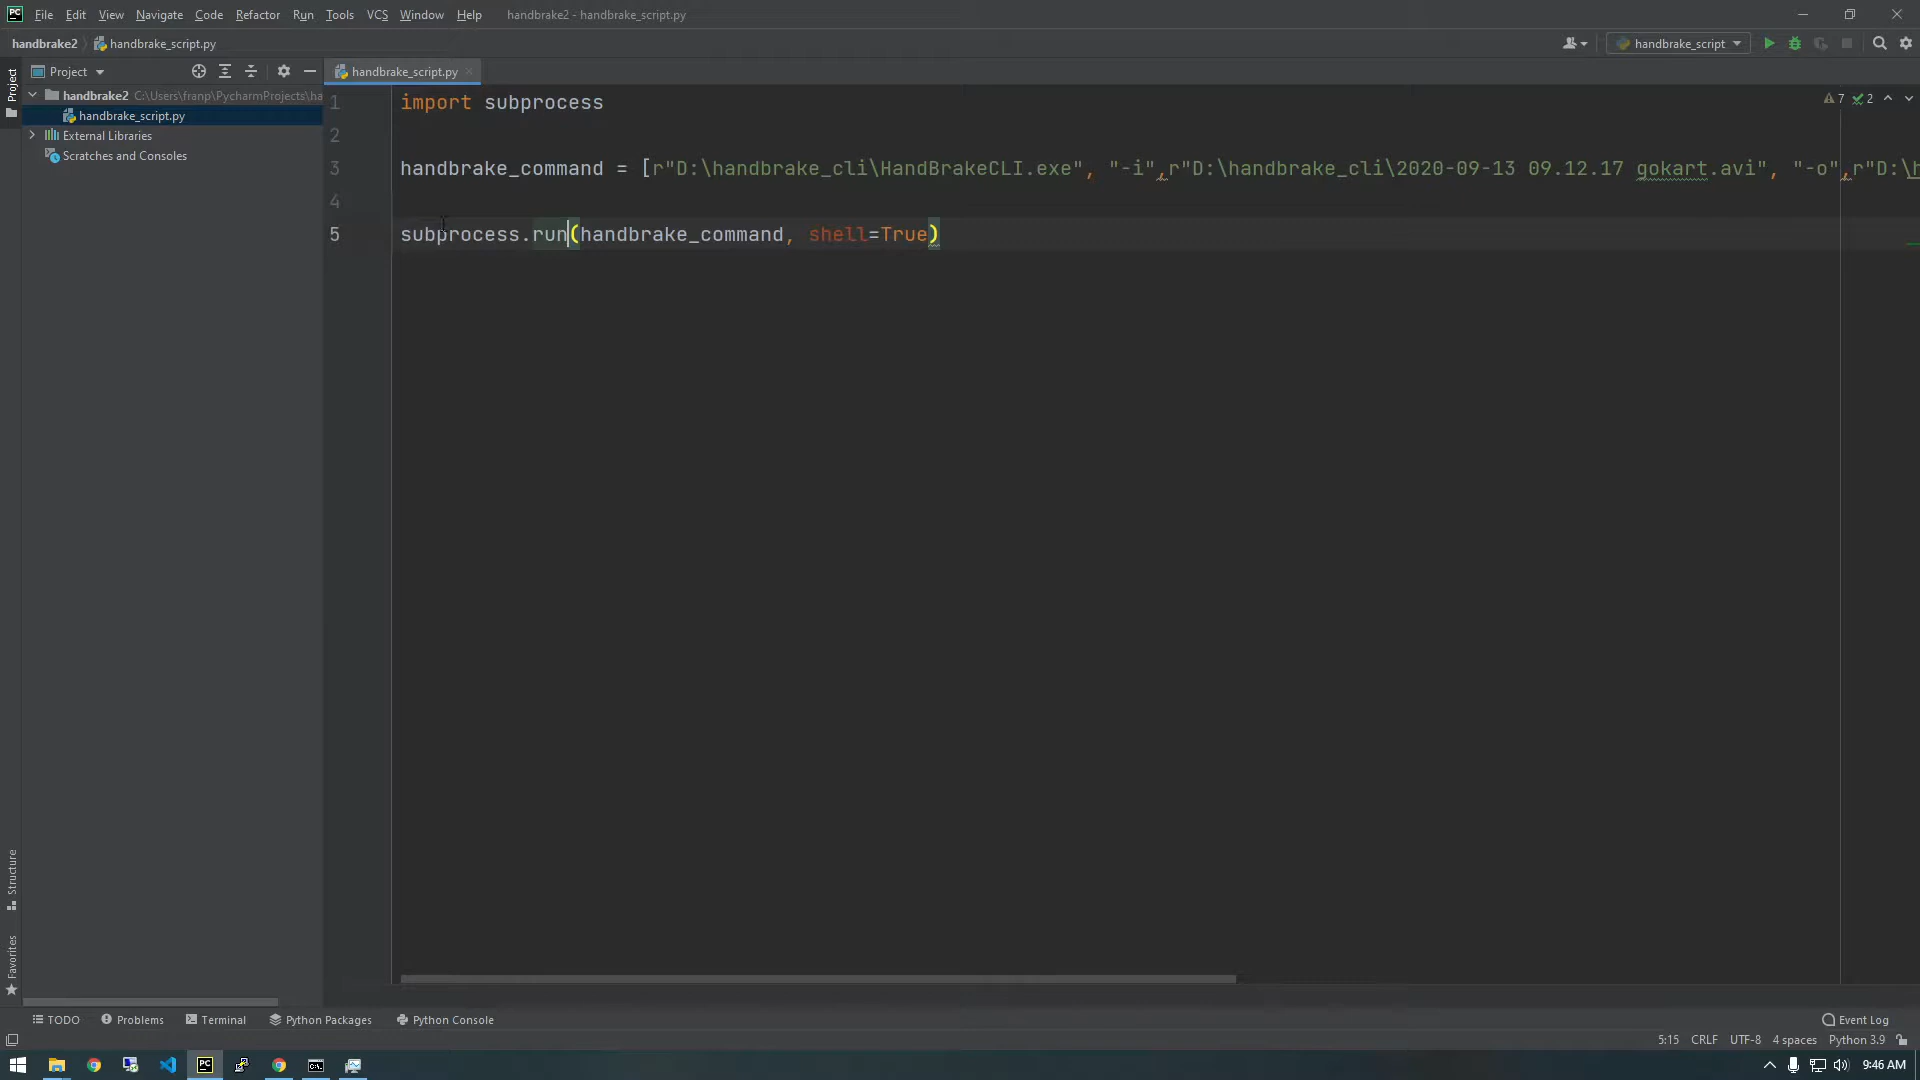 PC File Edit View Navigate Code Refactor Run Tools VCS Window Help handbrake2 - handbrake_script.py
handbrake2 handbrake_script.py handbrake_script
Project handbrake_script.py
Project
handbrake2 C:\Users\franp\PycharmProjects\ha
handbrake_script.py
External Libraries
Scratches and Consoles
7 2
1 import subprocess
2
3 handbrake_command = [r"D:\handbrake_cli\HandBrakeCLI.exe", "-i",r"D:\handbrake_cli\2020-09-13 09.12.17 gokart.avi", "-o",r"D:\h
4
5 subprocess.run(handbrake_command, shell=True)
Structure
Favorites
TODO Problems Terminal Python Packages Python Console Event Log
5:15 CRLF UTF-8 4 spaces Python 3.9
PC 9:46 AM